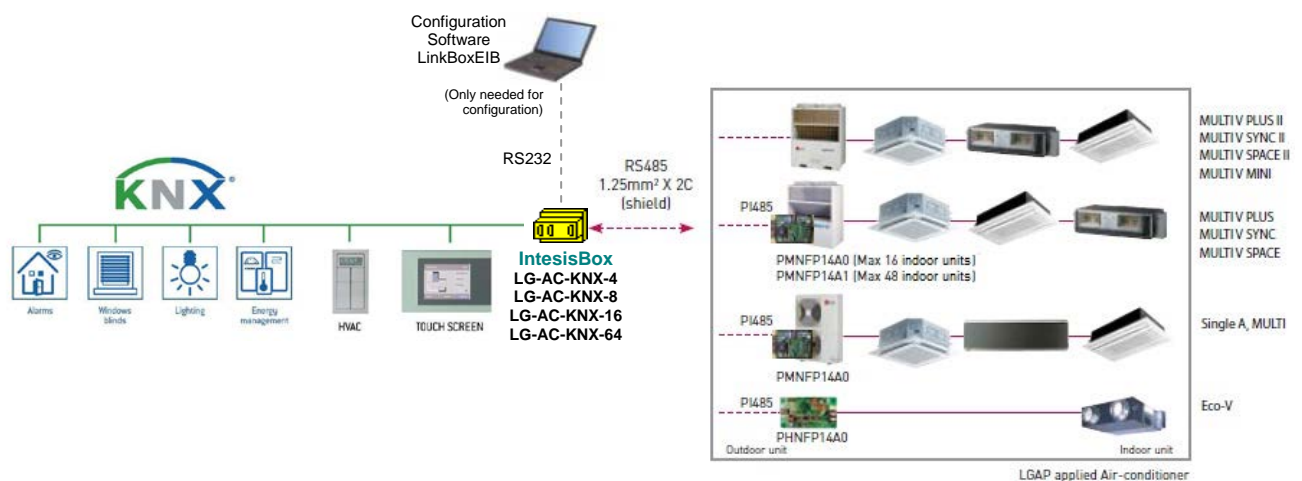 Configuration
Software
LinkBoxEIB
(Only needed for
configuration)
RS232
KNX®
Alarms
Windows
blinds
Lighting
Energy
management
HVAC
TOUCH SCREEN
IntesisBox
LG-AC-KNX-4
LG-AC-KNX-8
LG-AC-KNX-16
LG-AC-KNX-64
RS485
1.25mm² X 2C
(shield)
MULTI V PLUS II
MULTI V SYNC II
MULTI V SPACE II
MULTI V MINI
PI485
PMNFP14A0 (Max 16 indoor units)
PMNFP14A1 (Max 48 indoor units)
MULTI V PLUS
MULTI V SYNC
MULTI V SPACE
PI485
PMNFP14A0
Single A, MULTI
PI485
PHNFP14A0
Eco-V
Outdoor unit
Indoor unit
LGAP applied Air-conditioner